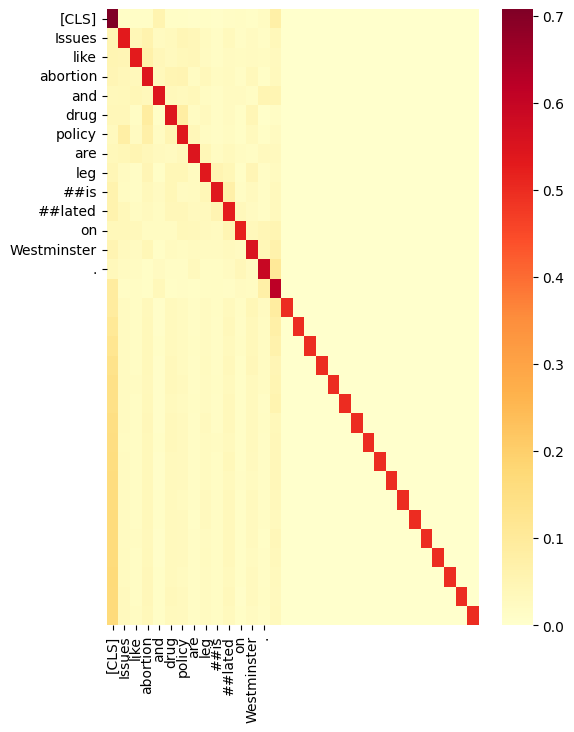 [CLS]
Issues
like
abortion
and
drug
policy
are
leg
##is
##lated
on
Westminster
.
0.7
0.6
0.5
0.4
0.3
0.2
0.1
0.0
[CLS]
Issues
like
abortion
and
drug
policy
are
leg
##is
##lated
on
Westminster
.